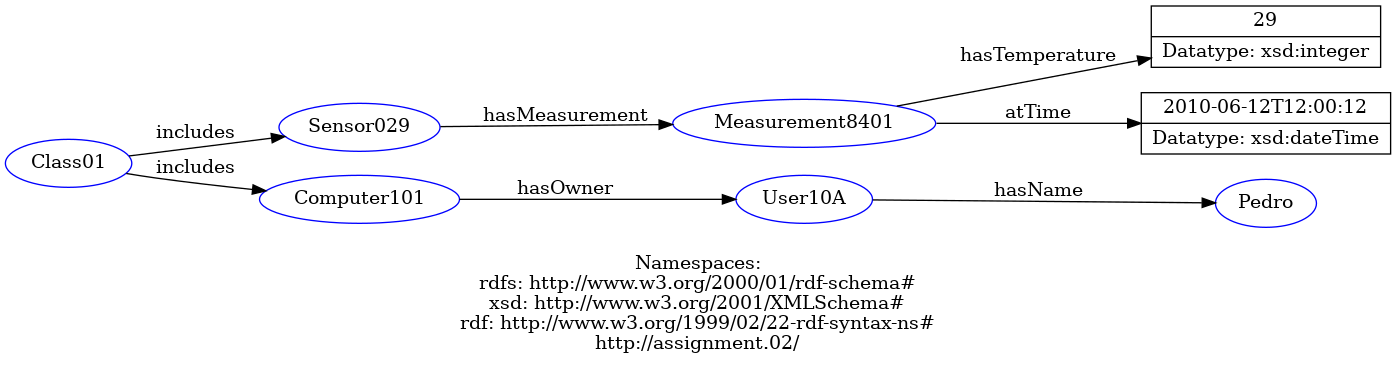 29
hasTemperature
Datatype: xsd:integer
2010-06-12T12:00:12
hasMeasurement
atTime
Sensor029
Measurement8401
includes
Datatype: xsd:dateTime
Class01
includes
hasOwner
hasName
Computer101
User10A
Pedro
Namespaces:
rdfs: http://www.w3.org/2000/01/rdf-schema#
xsd: http://www.w3.org/2001/XMLSchema#
rdf: http://www.w3.org/1999/02/22-rdf-syntax-ns#
http://assignment.02/